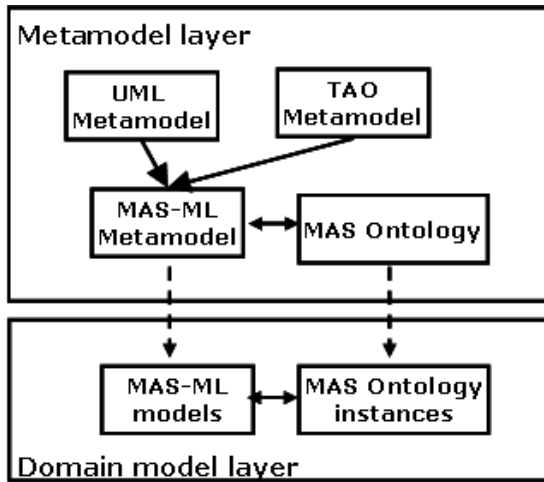 Metamodel layer
UML
Metamodel
TAO
Metamodel
MAS-ML
Metamodel
MAS Ontology
MAS-ML
models
MAS Ontology
instances
Domain model layer